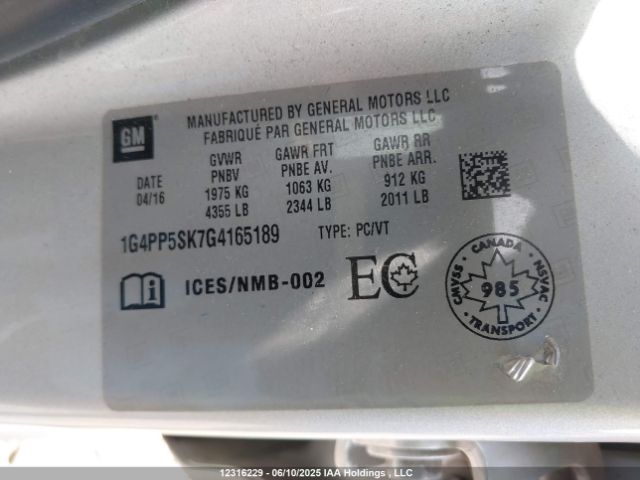 MANUFACTURED BY GENERAL MOTORS LLC
FABRIQUÉ PAR GENERAL MOTORS LLC
GM
DATE
04/16
GVWR
PNBV
1975 KG
4355 LB
GAWR FRT
PNBE AV.
1063 KG
2344 LB
GAWR RR
PNBE ARR.
912 KG
2011 LB
1G4PP5SK7G4165189 TYPE: PC/VT
ICES/NMB-002
EC
CANADA
CMVSS
985
NSVAC
TRANSPORT
12316229 - 06/10/2025 IAA Holdings , LLC